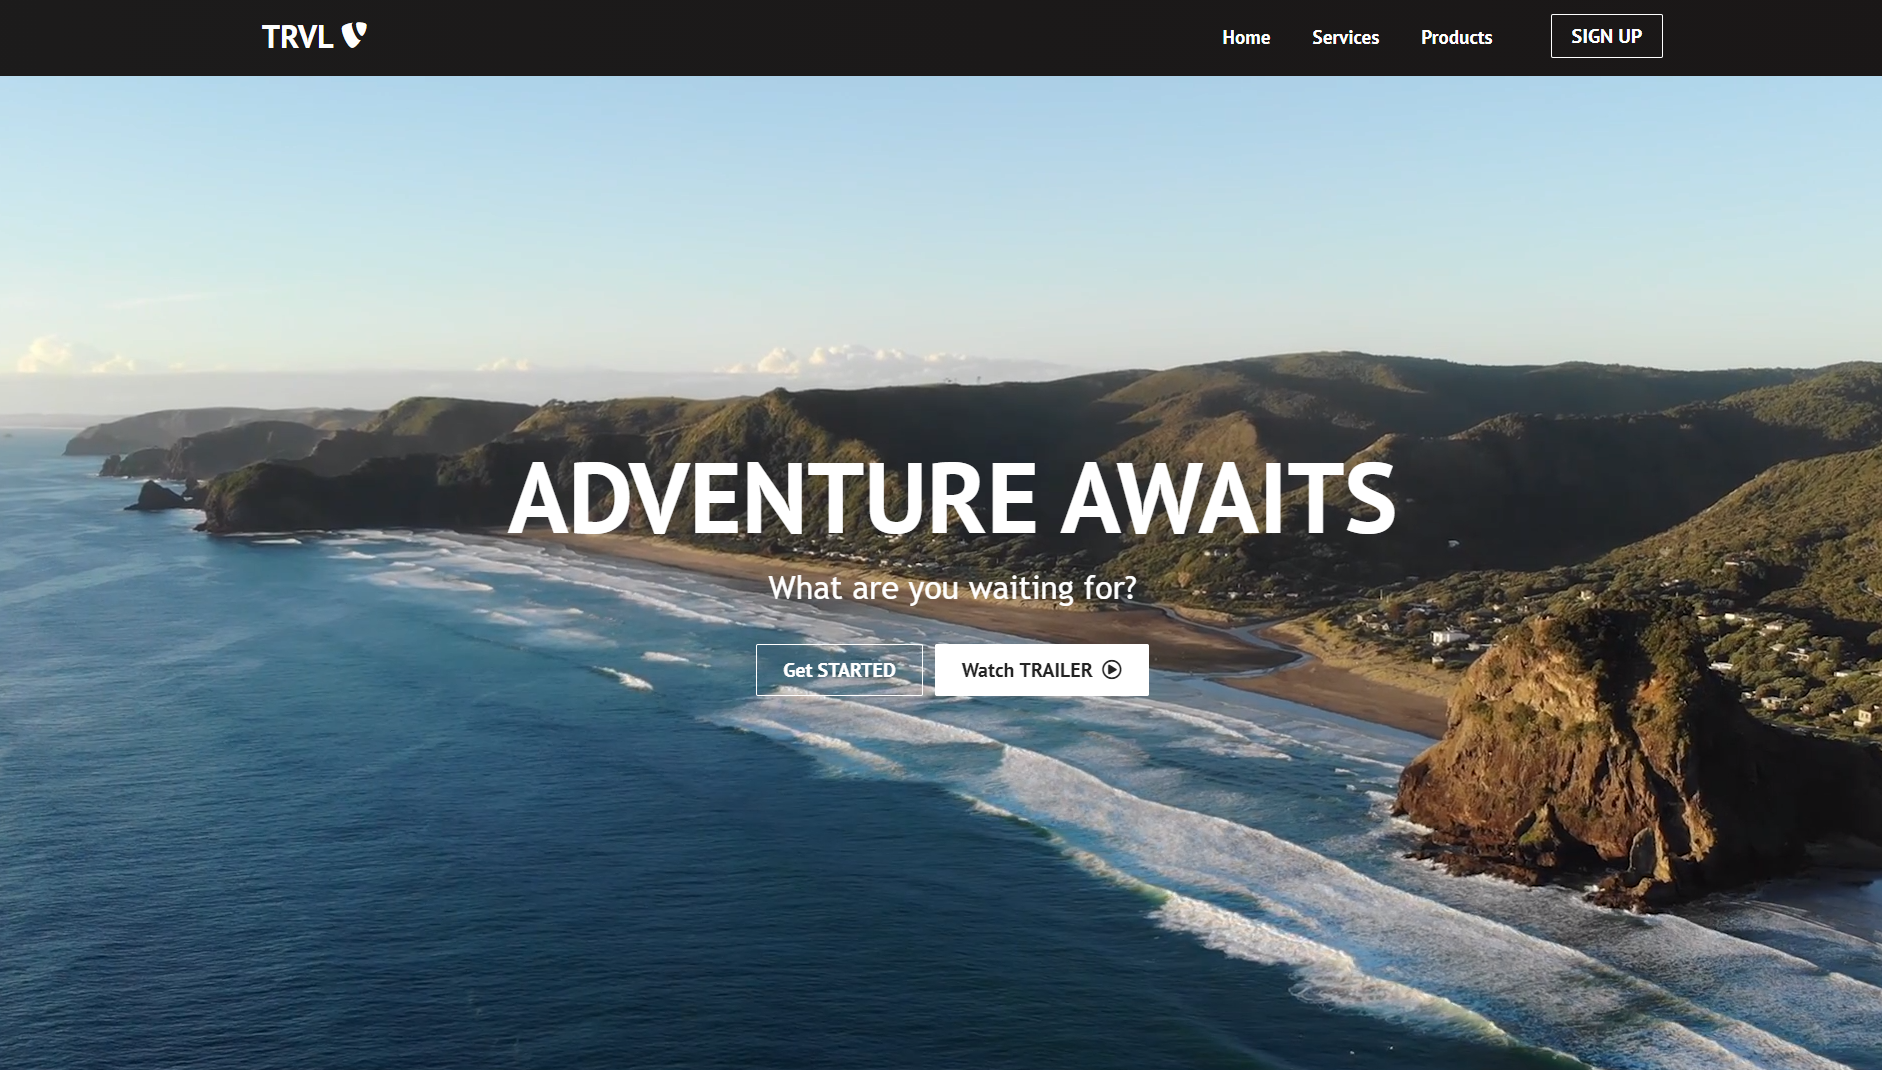 TRVL
Home Services Products SIGN UP
ADVENTURE AWAITS
What are you waiting for?
Get STARTED Watch TRAILER